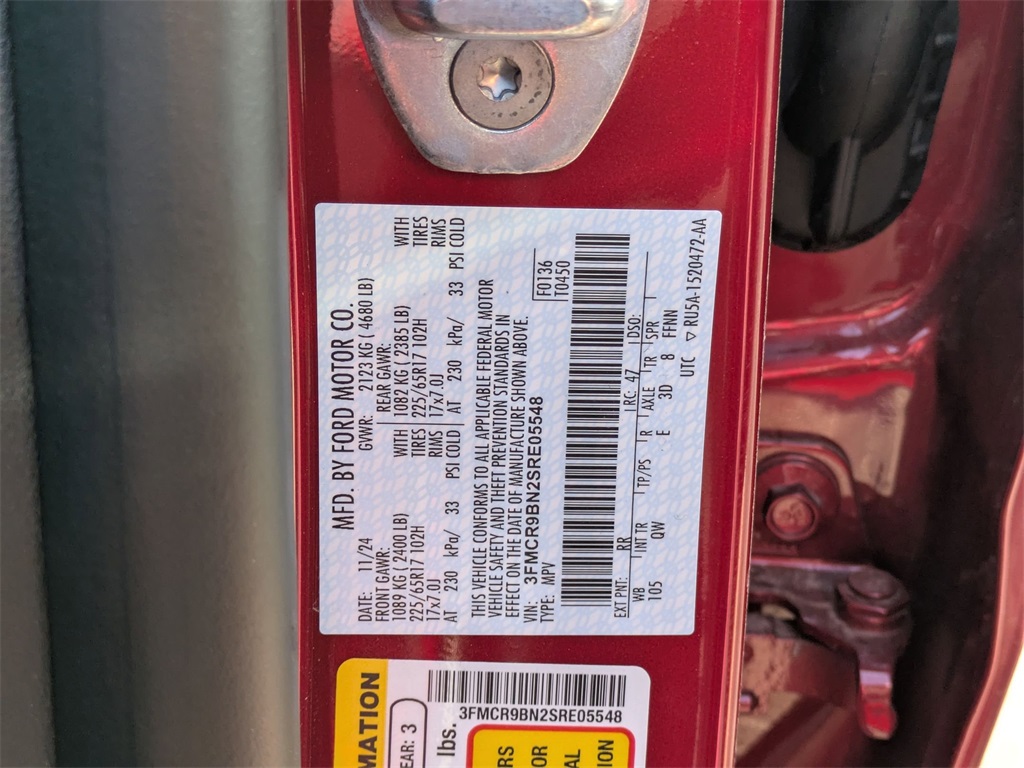 MFD. BY FORD MOTOR CO.
DATE: 11/24 GVWR: 2123 KG ( 4680 LB)
FRONT GAWR: REAR GAWR:
1089 KG ( 2400 LB) WITH 1082 KG ( 2385 LB) WITH
225/65R17 102H TIRES 225/65R17 102H TIRES
17x7.0J RIMS 17x7.0J RIMS
AT 230 kPa/ 33 PSI COLD AT 230 kPa/ 33 PSI COLD
THIS VEHICLE CONFORMS TO ALL APPLICABLE FEDERAL MOTOR
VEHICLE SAFETY AND THEFT PREVENTION STANDARDS IN
EFFECT ON THE DATE OF MANUFACTURE SHOWN ABOVE.
VIN: 3FMCR9BN2SRE05548 F0136
TYPE: MPV T0450
EXT PNT: RR RC: 47 DSO:
WB INT TR TP/PS R AXLE TR SPR
105 QW E 3D 8 FFNN
UTC ▽ RU5A-1520472-AA
MATION
EAR: 3
lbs.
3FMCR9BN2SRE05548
RS
OR
AL
ION